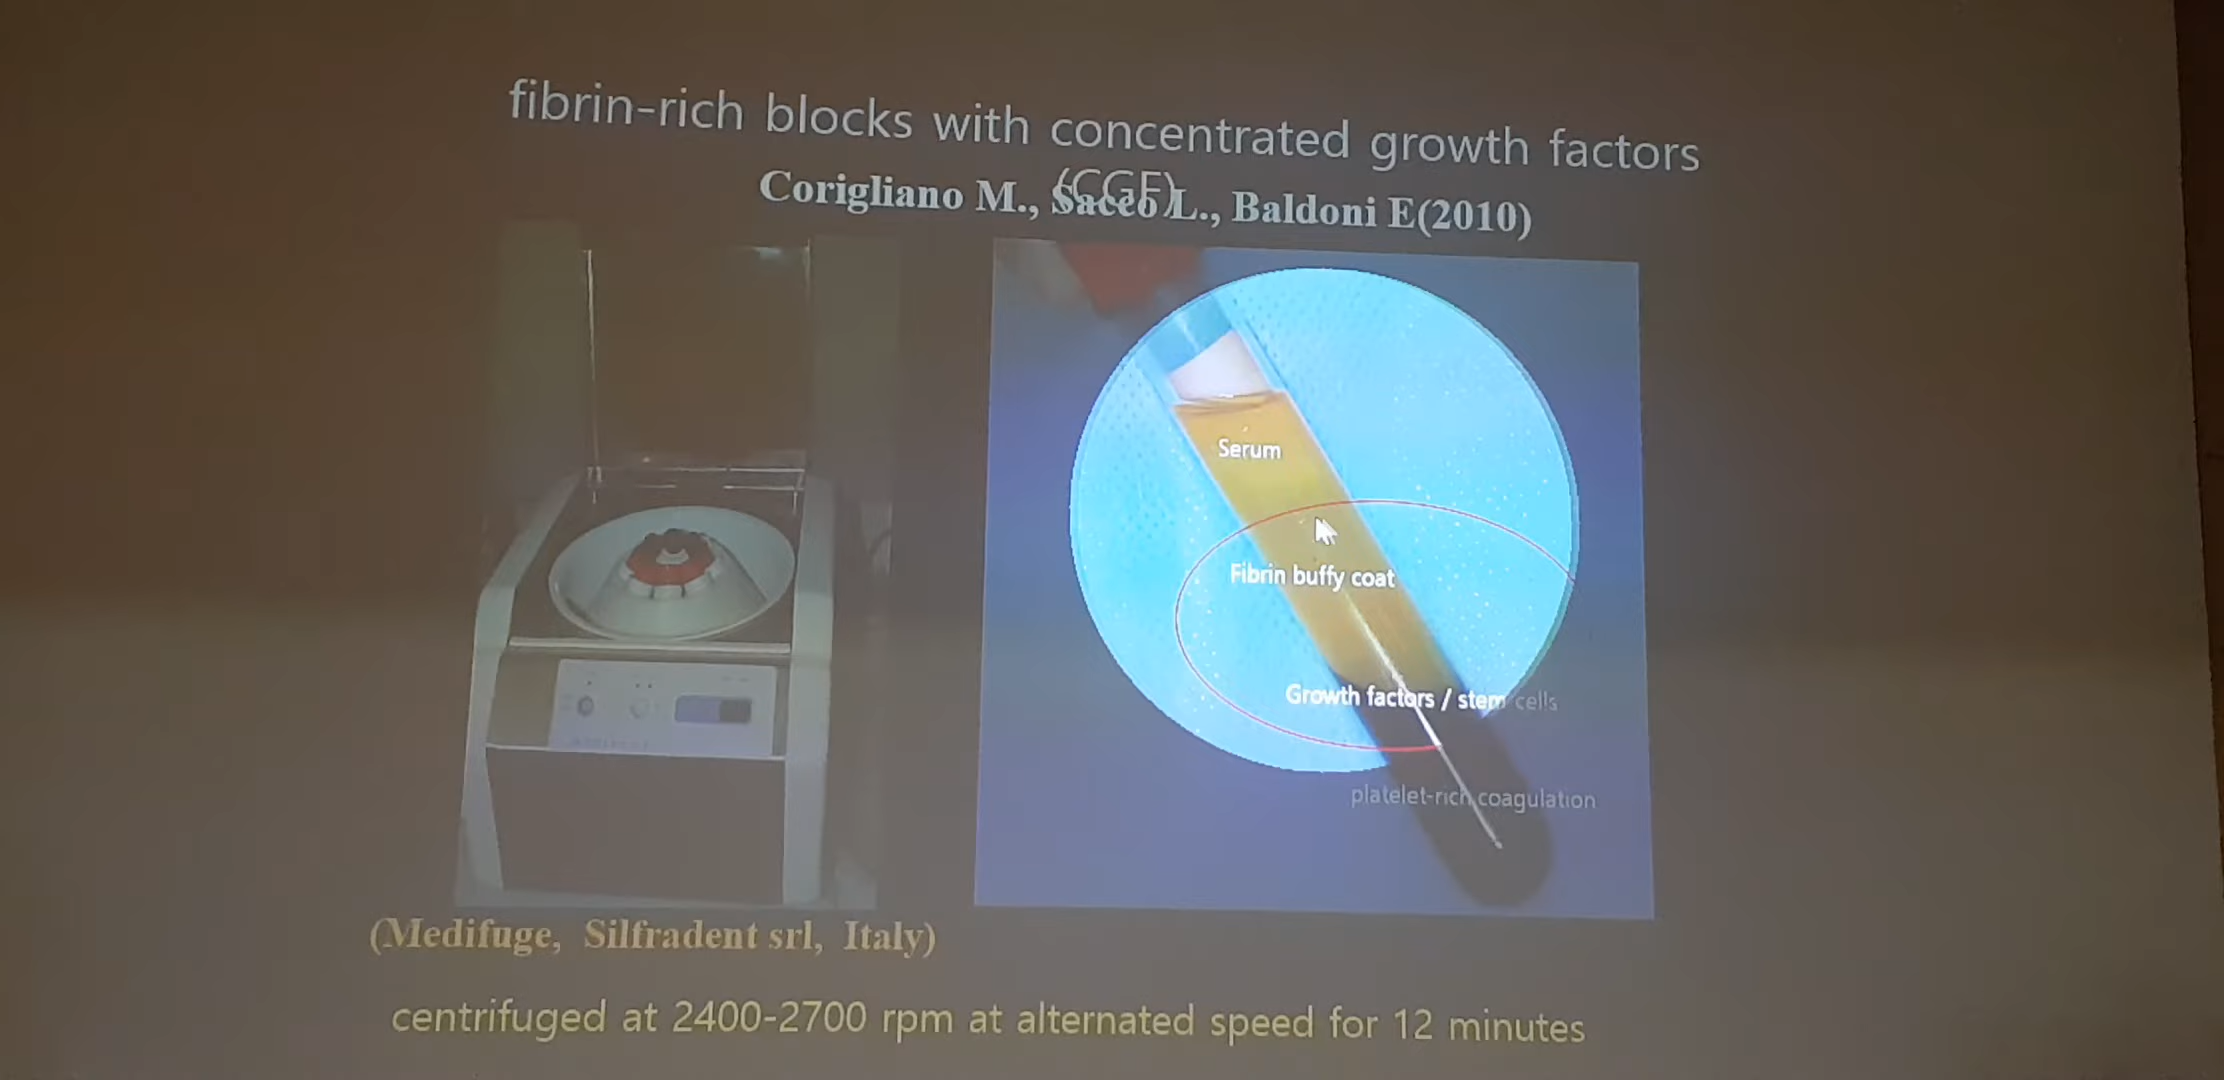 fibrin-rich blocks with concentrated growth factors
(CGF)
Corigliano M., Sacco L., Baldoni E(2010)
Serum
Fibrin buffy coat
Growth factors / stem cells
platelet-rich coagulation
(Medifuge, Silfradent srl, Italy)
centrifuged at 2400-2700 rpm at alternated speed for 12 minutes